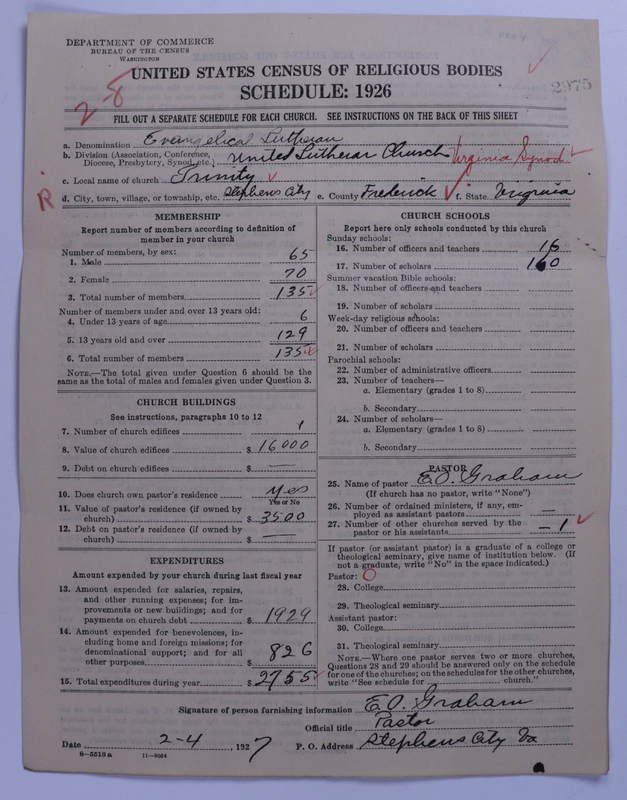 DEPARTMENT OF COMMERCE
BUREAU OF THE CENSUS
WASHINGTON
UNITED STATES CENSUS OF RELIGIOUS BODIES
SCHEDULE: 1926
2975
2-8
FILL OUT A SEPARATE SCHEDULE FOR EACH CHURCH. SEE INSTRUCTIONS ON THE BACK OF THIS SHEET
a. Denomination Evangelical Lutheran
b. Division (Association, Conference, Diocese, Presbytery, Synod, etc.) United Lutheran Church Virginia Synod
c. Local name of church Trinity
R
d. City, town, village, or township, etc. Stephens City e. County Frederick f. State Virginia
MEMBERSHIP
Report number of members according to definition of
member in your church
Number of members, by sex:
1. Male 65
2. Female 70
3. Total number of members 135
Number of members under and over 13 years old:
4. Under 13 years of age 6
5. 13 years old and over 129
6. Total number of members 135
NOTE.—The total given under Question 6 should be the
same as the total of males and females given under Question 3.
CHURCH BUILDINGS
See instructions, paragraphs 10 to 12
7. Number of church edifices 1
8. Value of church edifices $ 16000
9. Debt on church edifices $ —
10. Does church own pastor's residence Yes
Yes or No
11. Value of pastor's residence (if owned by
church) $ 3500
12. Debt on pastor's residence (if owned by
church) $ —
EXPENDITURES
Amount expended by your church during last fiscal year
13. Amount expended for salaries, repairs,
and other running expenses; for im-
provements or new buildings; and for
payments on church debt $ 1929
14. Amount expended for benevolences, in-
cluding home and foreign missions; for
denominational support; and for all
other purposes $ 826
15. Total expenditures during year $ 2755
CHURCH SCHOOLS
Report here only schools conducted by this church
Sunday schools:
16. Number of officers and teachers 16
17. Number of scholars 160
Summer vacation Bible schools:
18. Number of officers and teachers
19. Number of scholars
Week-day religious schools:
20. Number of officers and teachers
21. Number of scholars
Parochial schools:
22. Number of administrative officers
23. Number of teachers—
a. Elementary (grades 1 to 8)
b. Secondary
24. Number of scholars—
a. Elementary (grades 1 to 8)
b. Secondary
PASTOR
25. Name of pastor E.O. Graham
(If church has no pastor, write "None")
26. Number of ordained ministers, if any, em-
ployed as assistant pastors —
27. Number of other churches served by the
pastor or his assistants — 1
If pastor (or assistant pastor) is a graduate of a college or
theological seminary, give name of institution below. (If
not a graduate, write "No" in the space indicated.)
Pastor: O
28. College
29. Theological seminary
Assistant pastor:
30. College
31. Theological seminary
NOTE.—Where one pastor serves two or more churches,
Questions 28 and 29 should be answered only on the schedule
for one of the churches; on the schedules for the other churches,
write "See schedule for church."
Signature of person furnishing information E.O. Graham
Official title Pastor
Date 2-4 1927 P. O. Address Stephens City Va
8-5518a 11-9054